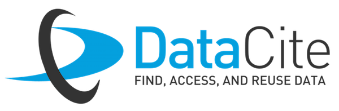 DataCite
FIND, ACCESS, AND REUSE DATA